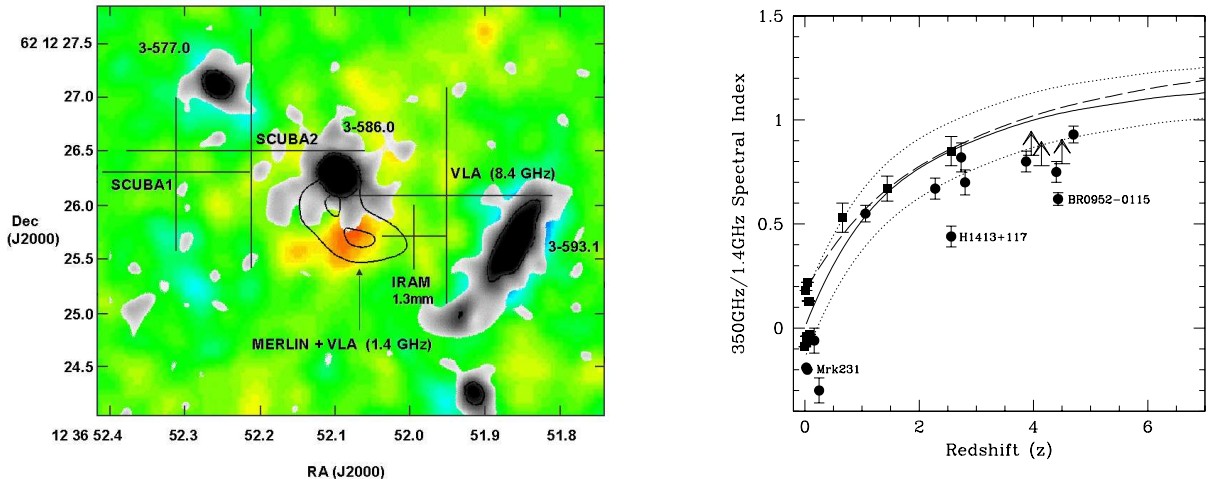 62 12 27.5
27.0
26.5
26.0
Dec
(J2000)
25.5
25.0
24.5
3-577.0
SCUBA2
3-586.0
SCUBA1
VLA (8.4 GHz)
3-593.1
IRAM
1.3mm
MERLIN + VLA (1.4 GHz)
12 36 52.4
52.3
52.2
52.1
52.0
51.9
51.8
RA (J2000)
350GHz/1.4GHz Spectral Index
1.5
1
0.5
0
BR0952-0115
H1413+117
Mrk231
0
2
4
6
Redshift (z)